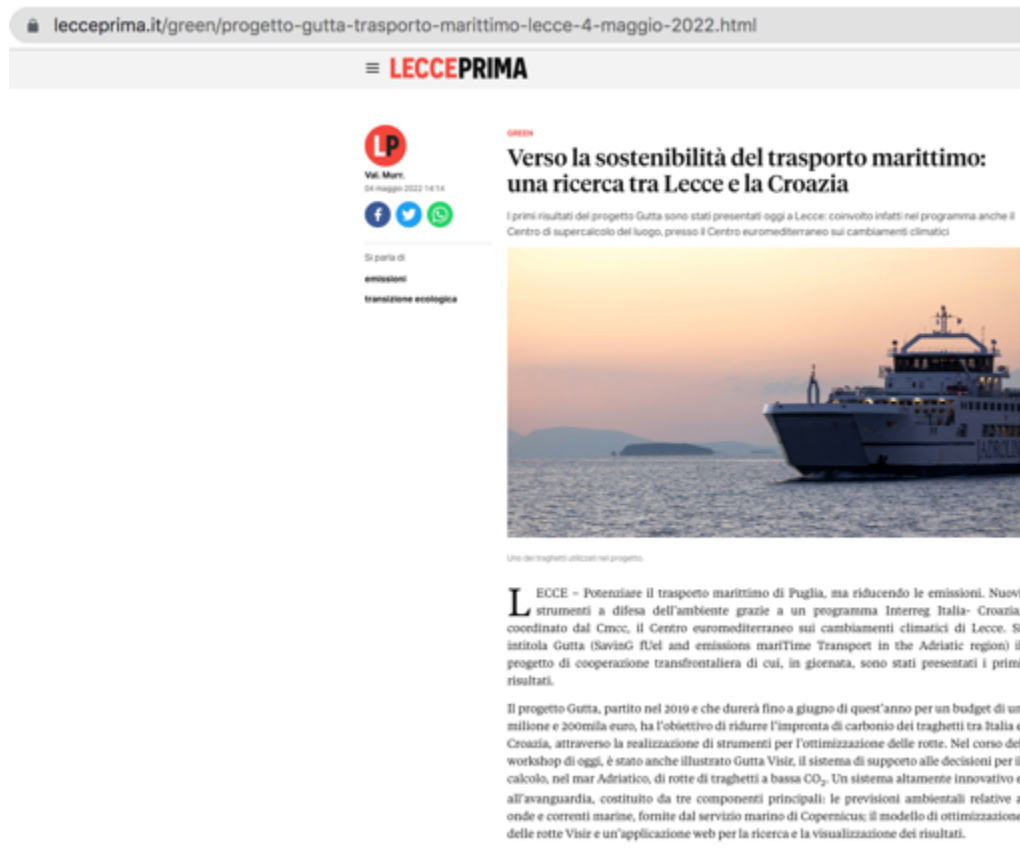 lecceprima.it/green/progetto-gutta-trasporto-marittimo-lecce-4-maggio-2022.html
≡ LECCEPRIMA
LP
Val. Murr.
04 maggio 2022 14:14
Si parla di
emissioni
transizione ecologica
GREEN
Verso la sostenibilità del trasporto marittimo:
una ricerca tra Lecce e la Croazia
I primi risultati del progetto Gutta sono stati presentati oggi a Lecce: coinvolto infatti nel programma anche il
Centro di supercalcolo del luogo, presso il Centro euromediterraneo sui cambiamenti climatici
JADROLIN
Uno dei traghetti utilizzati nel progetto.
LECCE – Potenziare il trasporto marittimo di Puglia, ma riducendo le emissioni. Nuovi
strumenti a difesa dell'ambiente grazie a un programma Interreg Italia- Croazia,
coordinato dal Cmcc, il Centro euromediterraneo sui cambiamenti climatici di Lecce. Si
intitola Gutta (SavinG fUel and emissions mariTime Transport in the Adriatic region) il
progetto di cooperazione transfrontaliera di cui, in giornata, sono stati presentati i primi
risultati.
Il progetto Gutta, partito nel 2019 e che durerà fino a giugno di quest'anno per un budget di un
milione e 200mila euro, ha l'obiettivo di ridurre l'impronta di carbonio dei traghetti tra Italia e
Croazia, attraverso la realizzazione di strumenti per l'ottimizzazione delle rotte. Nel corso del
workshop di oggi, è stato anche illustrato Gutta Visir, il sistema di supporto alle decisioni per il
calcolo, nel mar Adriatico, di rotte di traghetti a bassa CO₂. Un sistema altamente innovativo e
all'avanguardia, costituito da tre componenti principali: le previsioni ambientali relative a
onde e correnti marine, fornite dal servizio marino di Copernicus; il modello di ottimizzazione
delle rotte Visir e un'applicazione web per la ricerca e la visualizzazione dei risultati.